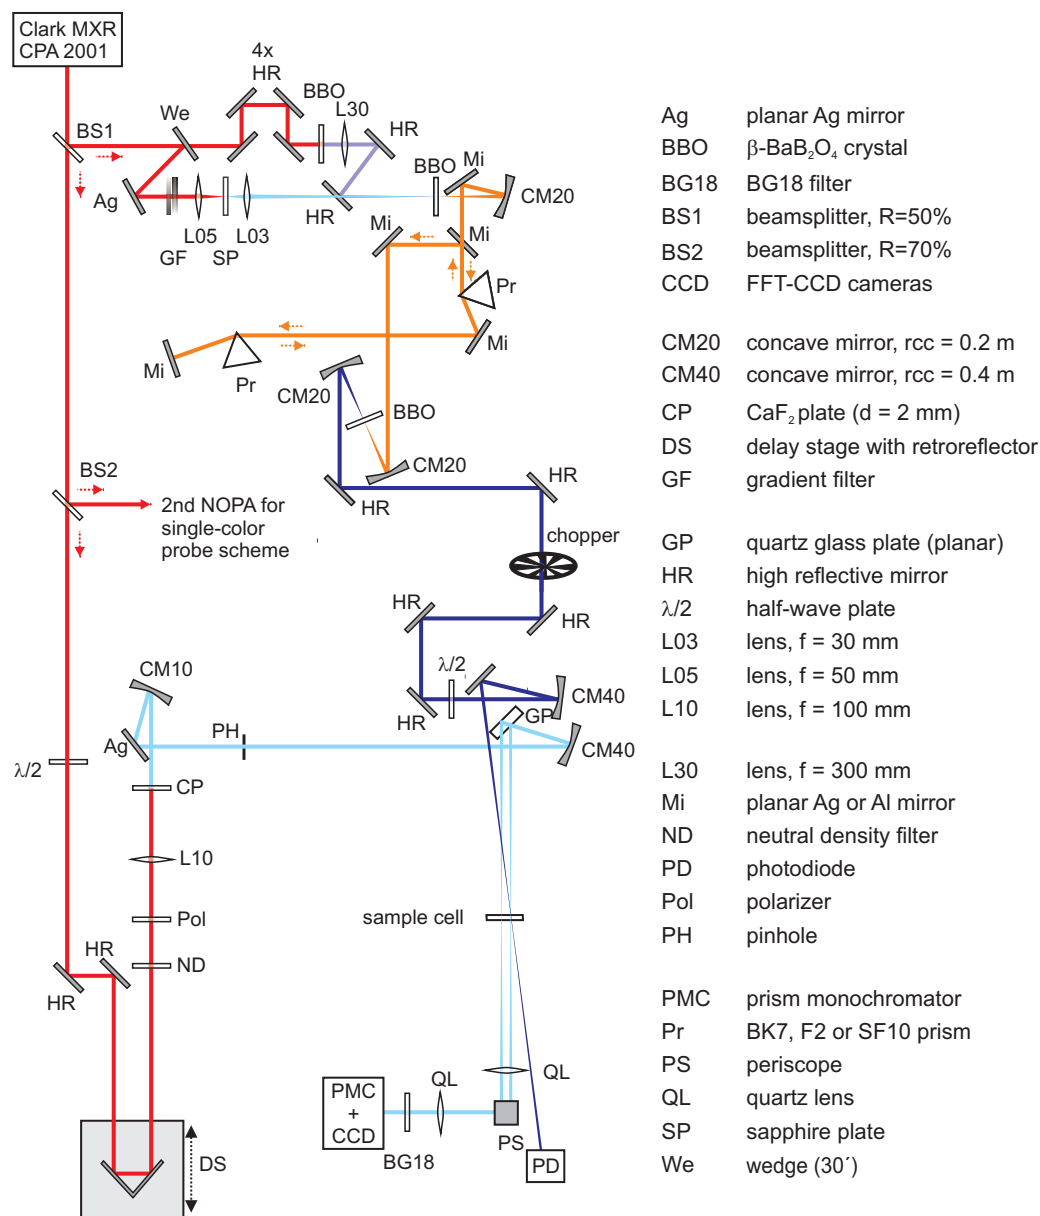 Clark MXR
CPA 2001
4x
HR
BBO
L30
We
BS1
HR
BBO
Mi
Ag
HR
CM20
L05
L03
GF
SP
Mi
Mi
Pr
Mi
Pr
Mi
CM20
BBO
CM20
BS2
HR
HR
2nd NOPA for
single-color
probe scheme
chopper
HR
HR
λ/2
CM10
CM40
HR
GP
PH
Ag
CM40
λ/2
CP
L10
Pol
sample cell
HR
ND
HR
QL
QL
PMC
+
CCD
DS
PS
BG18
PD
Ag planar Ag mirror
BBO β-BaB₂O₄ crystal
BG18 BG18 filter
BS1 beamsplitter, R=50%
BS2 beamsplitter, R=70%
CCD FFT-CCD cameras
CM20 concave mirror, rcc = 0.2 m
CM40 concave mirror, rcc = 0.4 m
CP CaF₂ plate (d = 2 mm)
DS delay stage with retroreflector
GF gradient filter
GP quartz glass plate (planar)
HR high reflective mirror
λ/2 half-wave plate
L03 lens, f = 30 mm
L05 lens, f = 50 mm
L10 lens, f = 100 mm
L30 lens, f = 300 mm
Mi planar Ag or Al mirror
ND neutral density filter
PD photodiode
Pol polarizer
PH pinhole
PMC prism monochromator
Pr BK7, F2 or SF10 prism
PS periscope
QL quartz lens
SP sapphire plate
We wedge (30´)